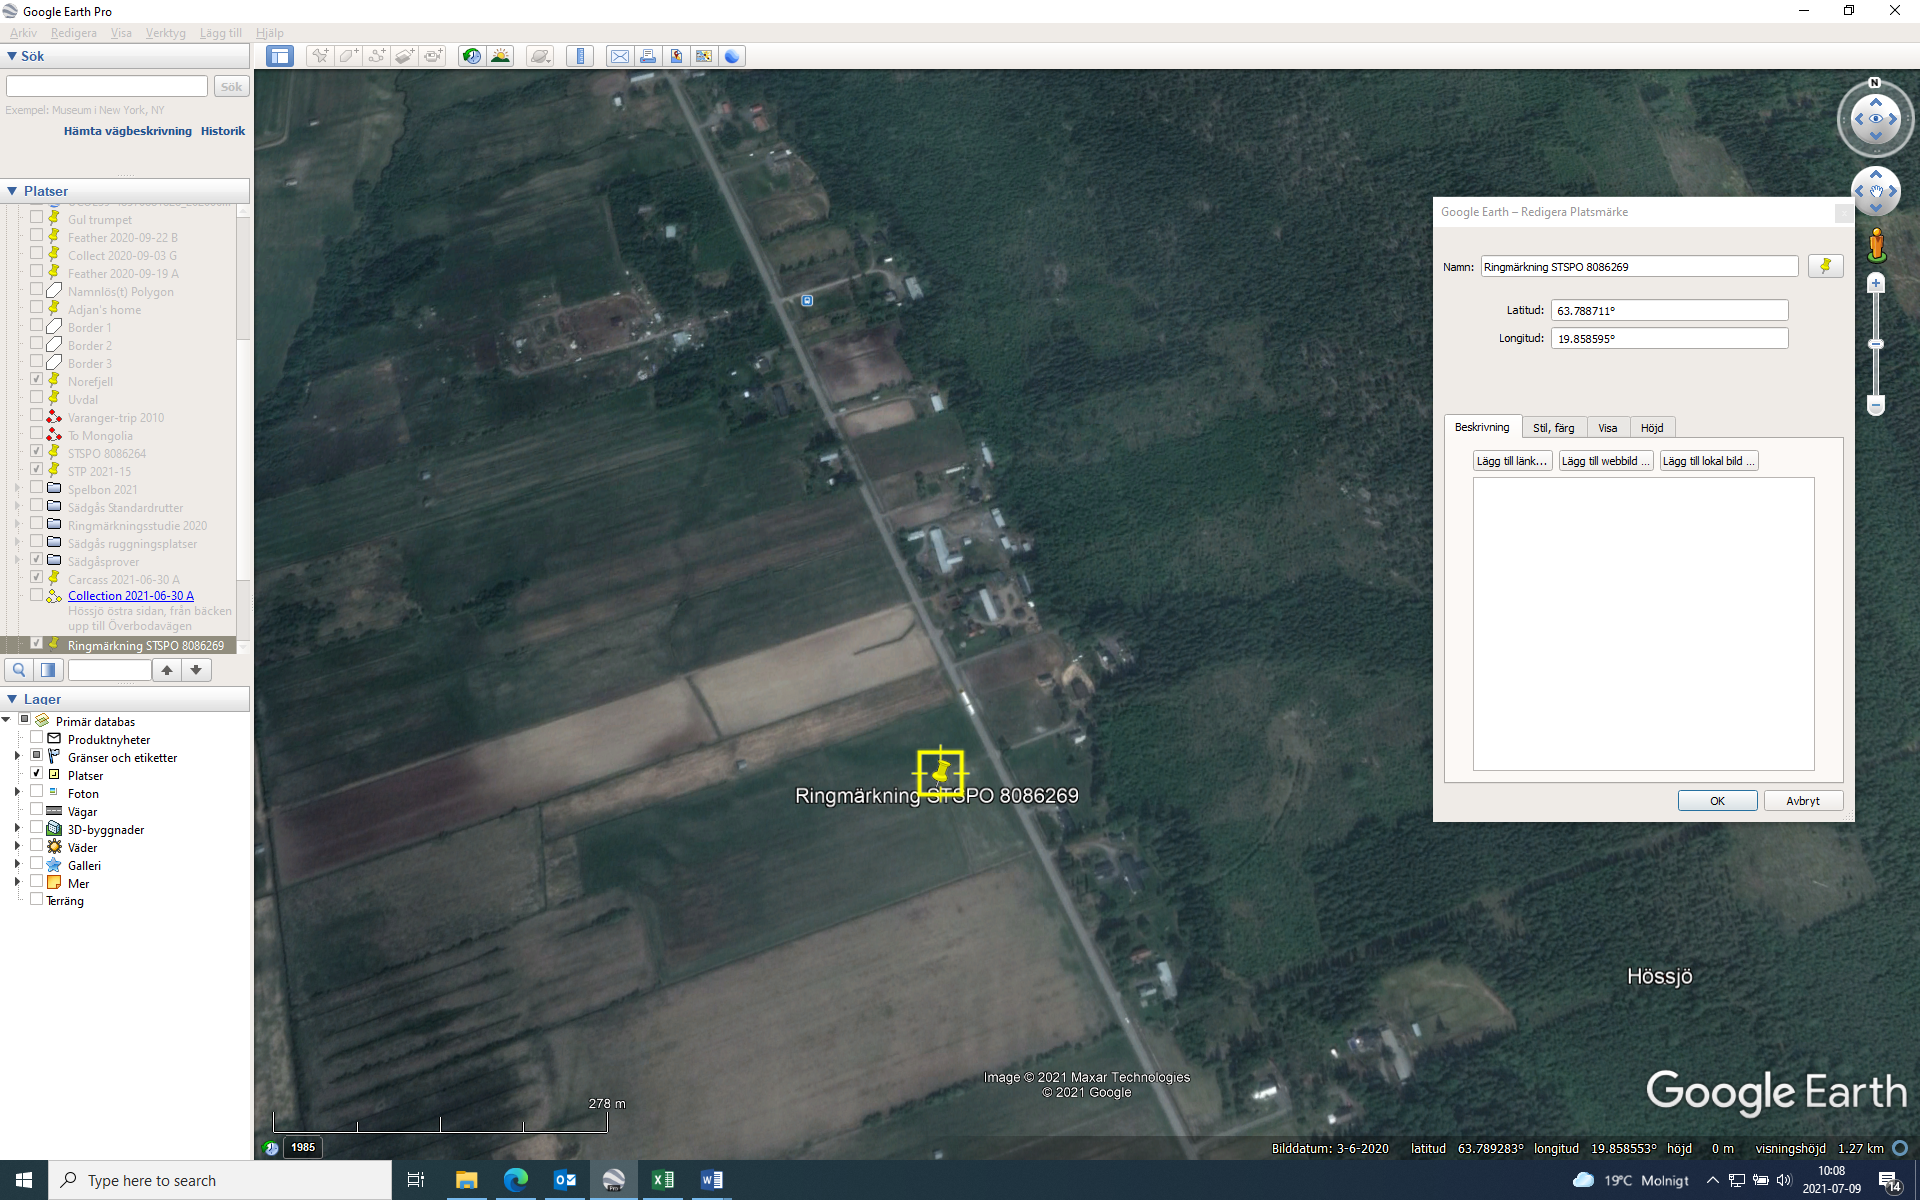 Google Earth Pro
Arkiv Redigera Visa Verktyg Lägg till Hjälp
Sök
Sök
Exempel: Museum i New York, NY
Hämta vägbeskrivning Historik
Platser
Gul trumpet
Feather 2020-09-22 B
Collect 2020-09-03 G
Feather 2020-09-19 A
Namnlös(t) Polygon
Adjan's home
Border 1
Border 2
Border 3
Norefjell
Uvdal
Varanger-trip 2010
To Mongolia
STSPO 8086264
STP 2021-15
Spelbon 2021
Sädgås Standardrutter
Ringmärkningsstudie 2020
Sädgås ruggningsplatser
Sädgåsprover
Carcass 2021-06-30 A
Collection 2021-06-30 A
Hössjö östra sidan, från bäcken
upp till Överbodavägen
Ringmärkning STSPO 8086269
Lager
Primär databas
Produktnyheter
Gränser och etiketter
Platser
Foton
Vägar
3D-byggnader
Väder
Galleri
Mer
Terräng
N
Google Earth – Redigera Platsmärke
Namn: Ringmärkning STSPO 8086269
Latitud: 63.788711°
Longitud: 19.858595°
Beskrivning Stil, färg Visa Höjd
Lägg till länk... Lägg till webbild ... Lägg till lokal bild ...
OK Avbryt
Ringmärkning STSPO 8086269
Hössjö
Image © 2021 Maxar Technologies
© 2021 Google
Google Earth
278 m
1985
Bilddatum: 3-6-2020 latitud 63.789283° longitud 19.858553° höjd 0 m visningshöjd 1.27 km
Type here to search
19°C Molnigt
10:08
2021-07-09
14